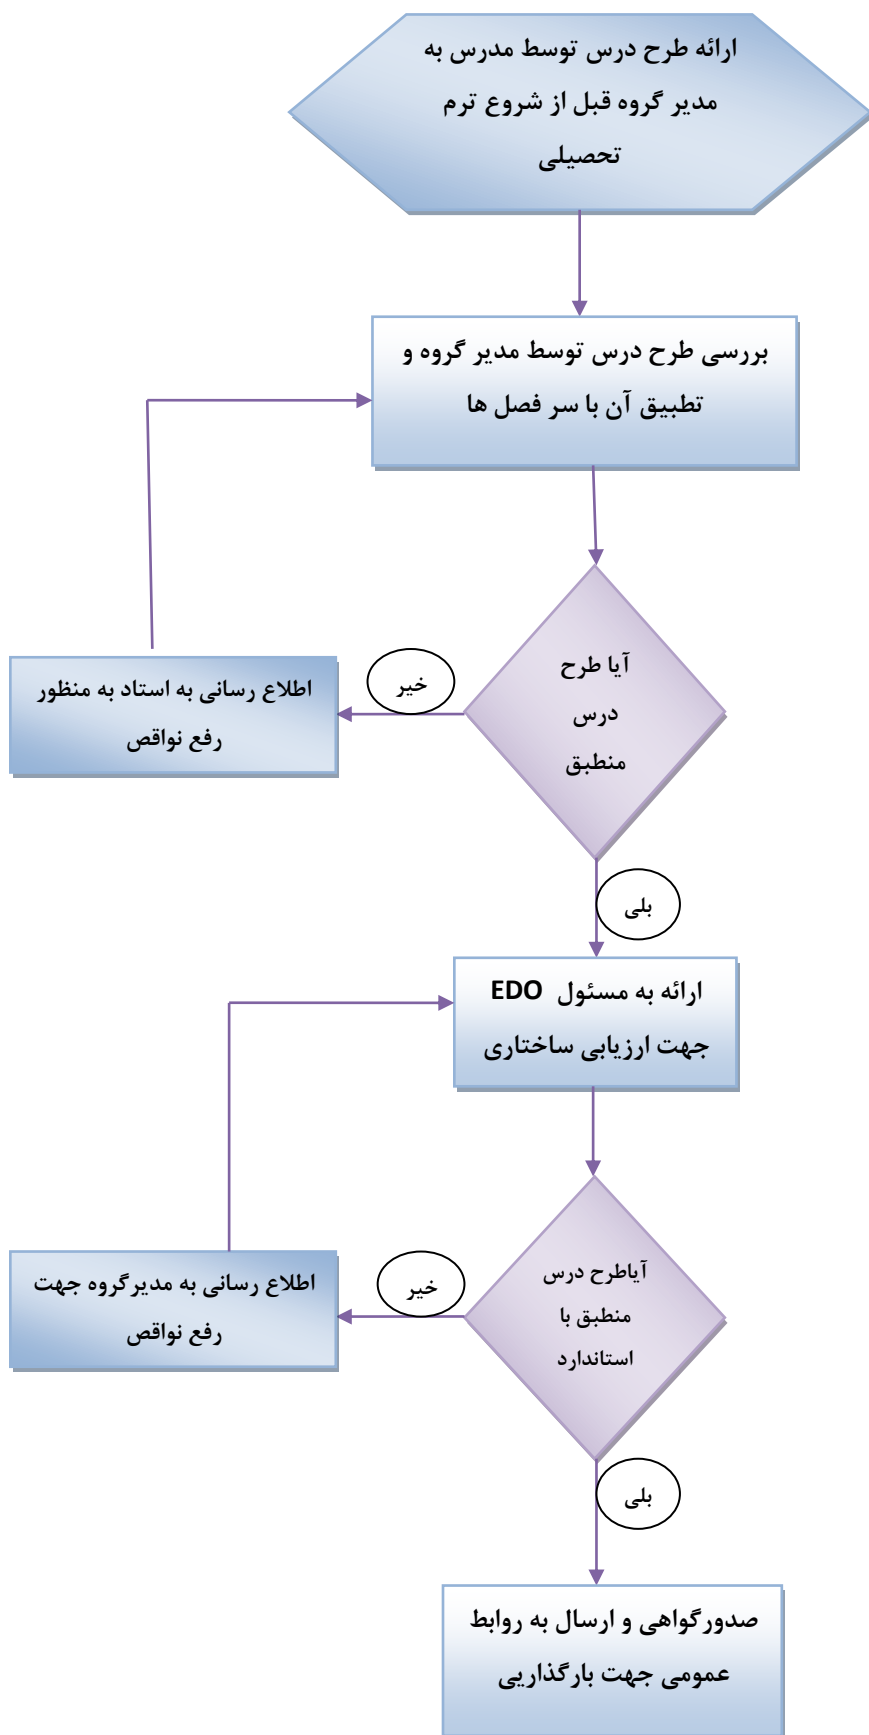 ارائه طرح درس توسط مدرس به
مدیر گروه قبل از شروع ترم
تحصیلی
بررسی طرح درس توسط مدیر گروه و
تطبیق آن با سر فصل ها
آیا طرح
درس
منطبق
خیر
اطلاع رسانی به استاد به منظور
رفع نواقص
بلی
ارائه به مسئول EDO
جهت ارزیابی ساختاری
آیاطرح درس
منطبق با
استاندارد
خیر
اطلاع رسانی به مدیرگروه جهت
رفع نواقص
بلی
صدورگواهی و ارسال به روابط
عمومی جهت بارگذاریی